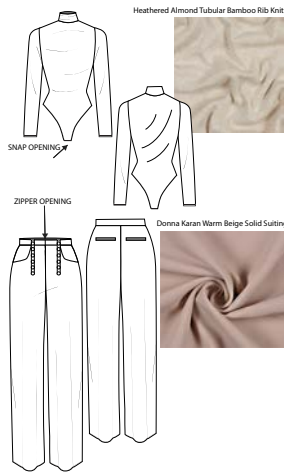 Heathered Almond Tubular Bamboo Rib Knit
SNAP OPENING
ZIPPER OPENING
Donna Karan Warm Beige Solid Suiting